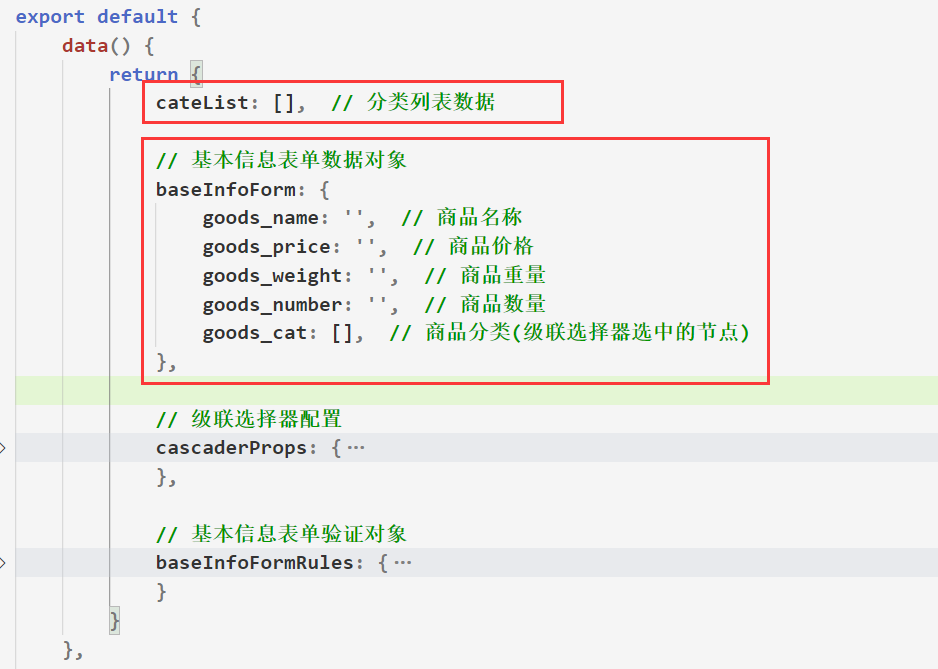 export default {
data() {
return {
cateList: [], // 分类列表数据
// 基本信息表单数据对象
baseInfoForm: {
goods_name: '', // 商品名称
goods_price: '', // 商品价格
goods_weight: '', // 商品重量
goods_number: '', // 商品数量
goods_cat: [], // 商品分类(级联选择器选中的节点)
},
// 级联选择器配置
cascaderProps: {⋯
},
// 基本信息表单验证对象
baseInfoFormRules: {⋯
}
}
},